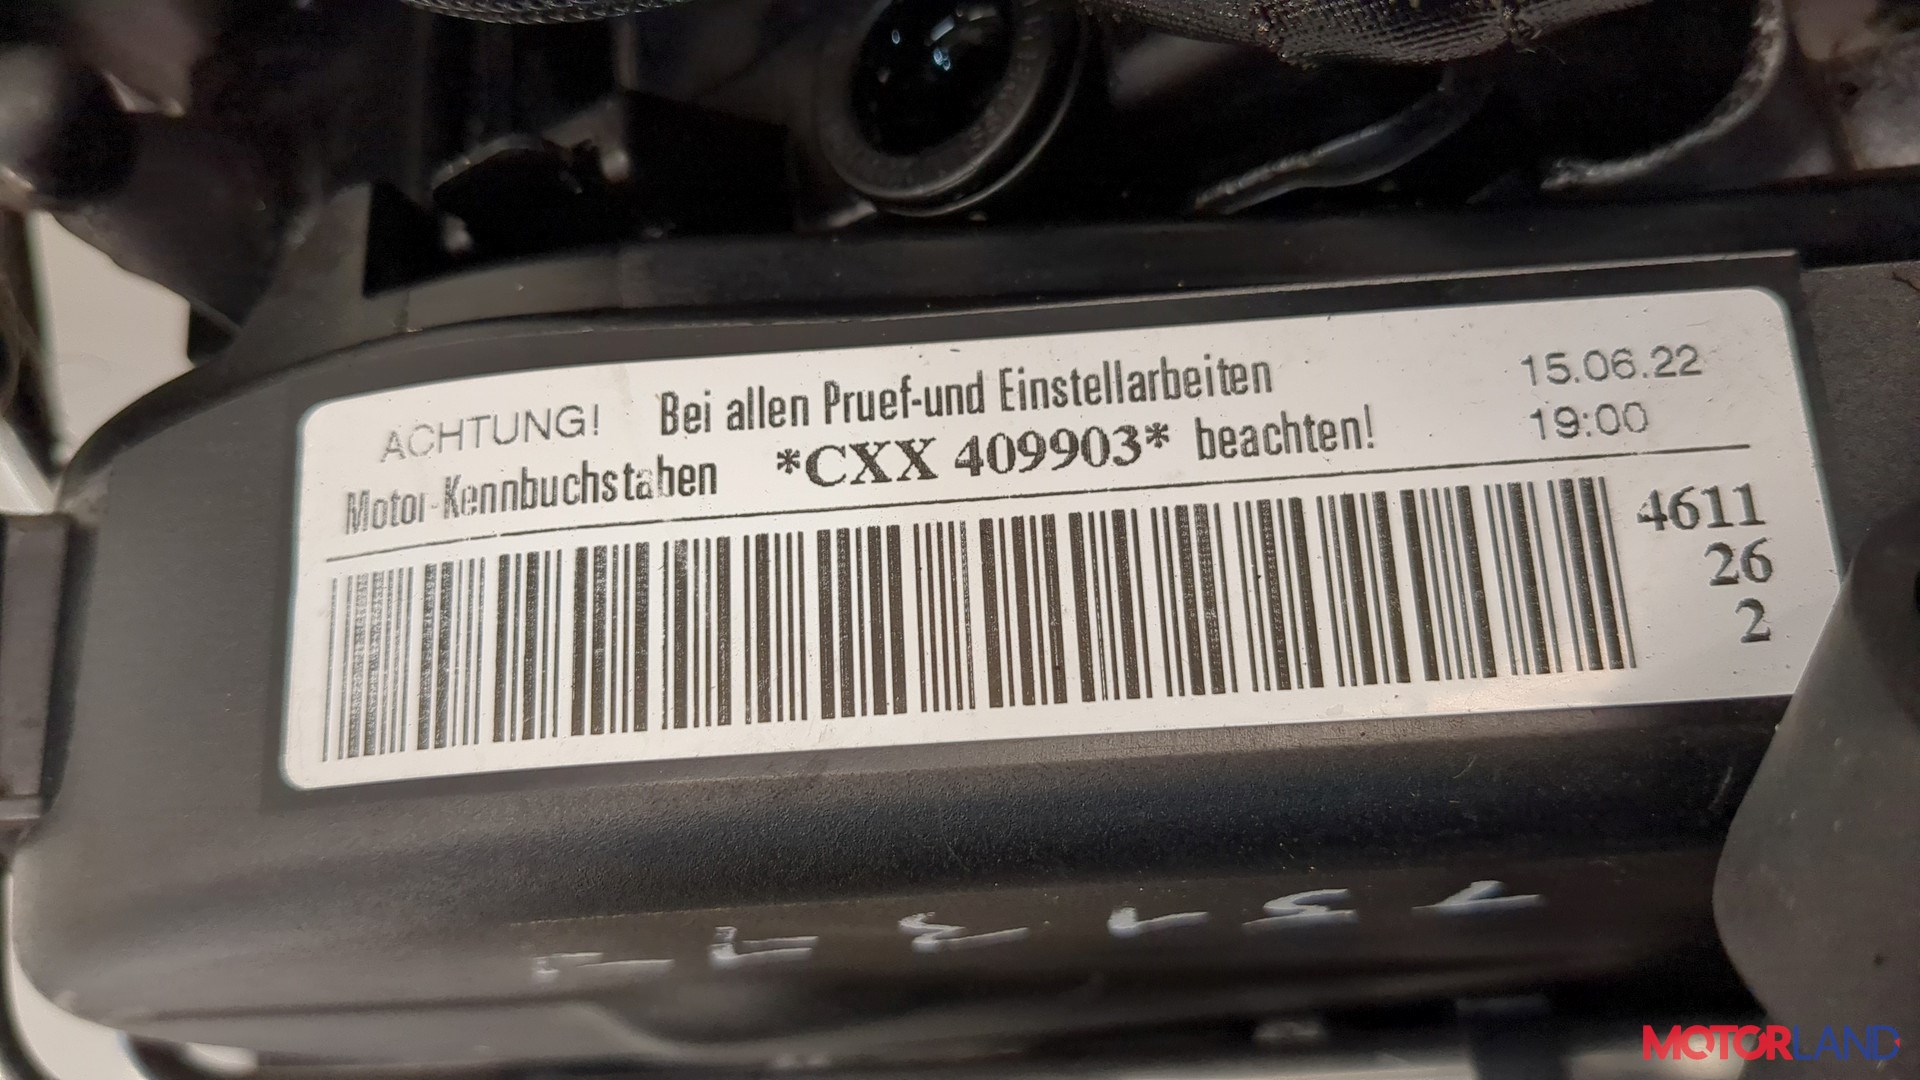 ACHTUNG! Bei allen Pruef-und Einstellarbeiten
Motor-Kennbuchstaben *CXX 409903* beachten!
15.06.22
19:00
4611
26
2
MOTORLAND